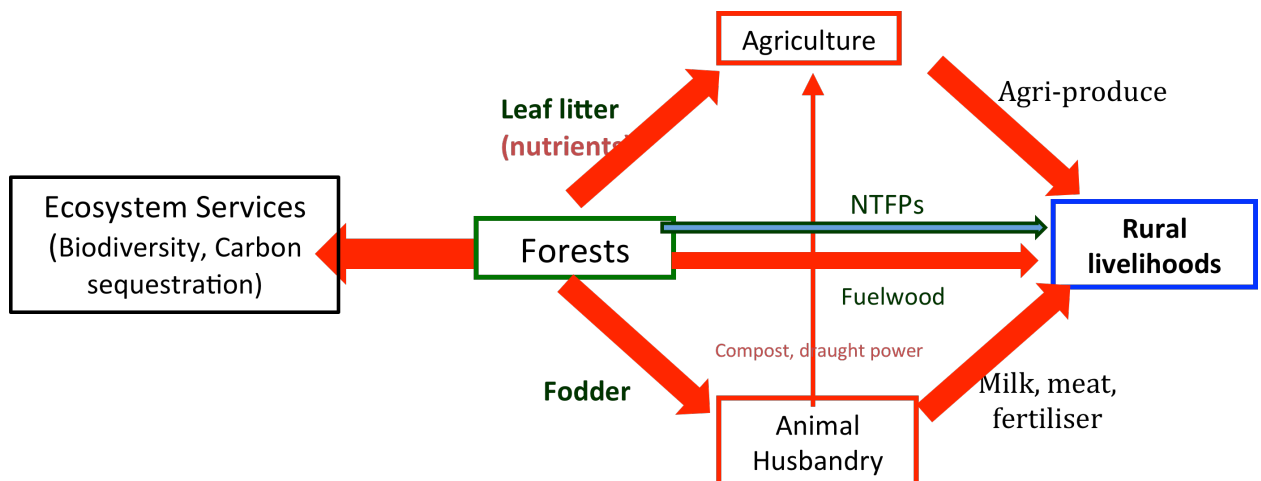 Agriculture
Agri-produce
Leaf litter
(nutrients)
Ecosystem Services
(Biodiversity, Carbon
sequestration)
NTFPs
Forests
Rural
livelihoods
Fuelwood
Compost, draught power
Fodder
Milk, meat,
fertiliser
Animal
Husbandry